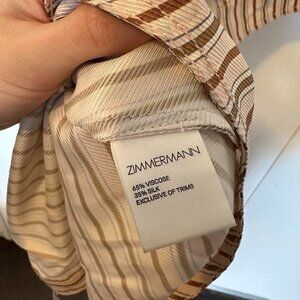 ZIMMERMANN
65% VISCOSE
35% SILK
EXCLUSIVE OF TRIMS